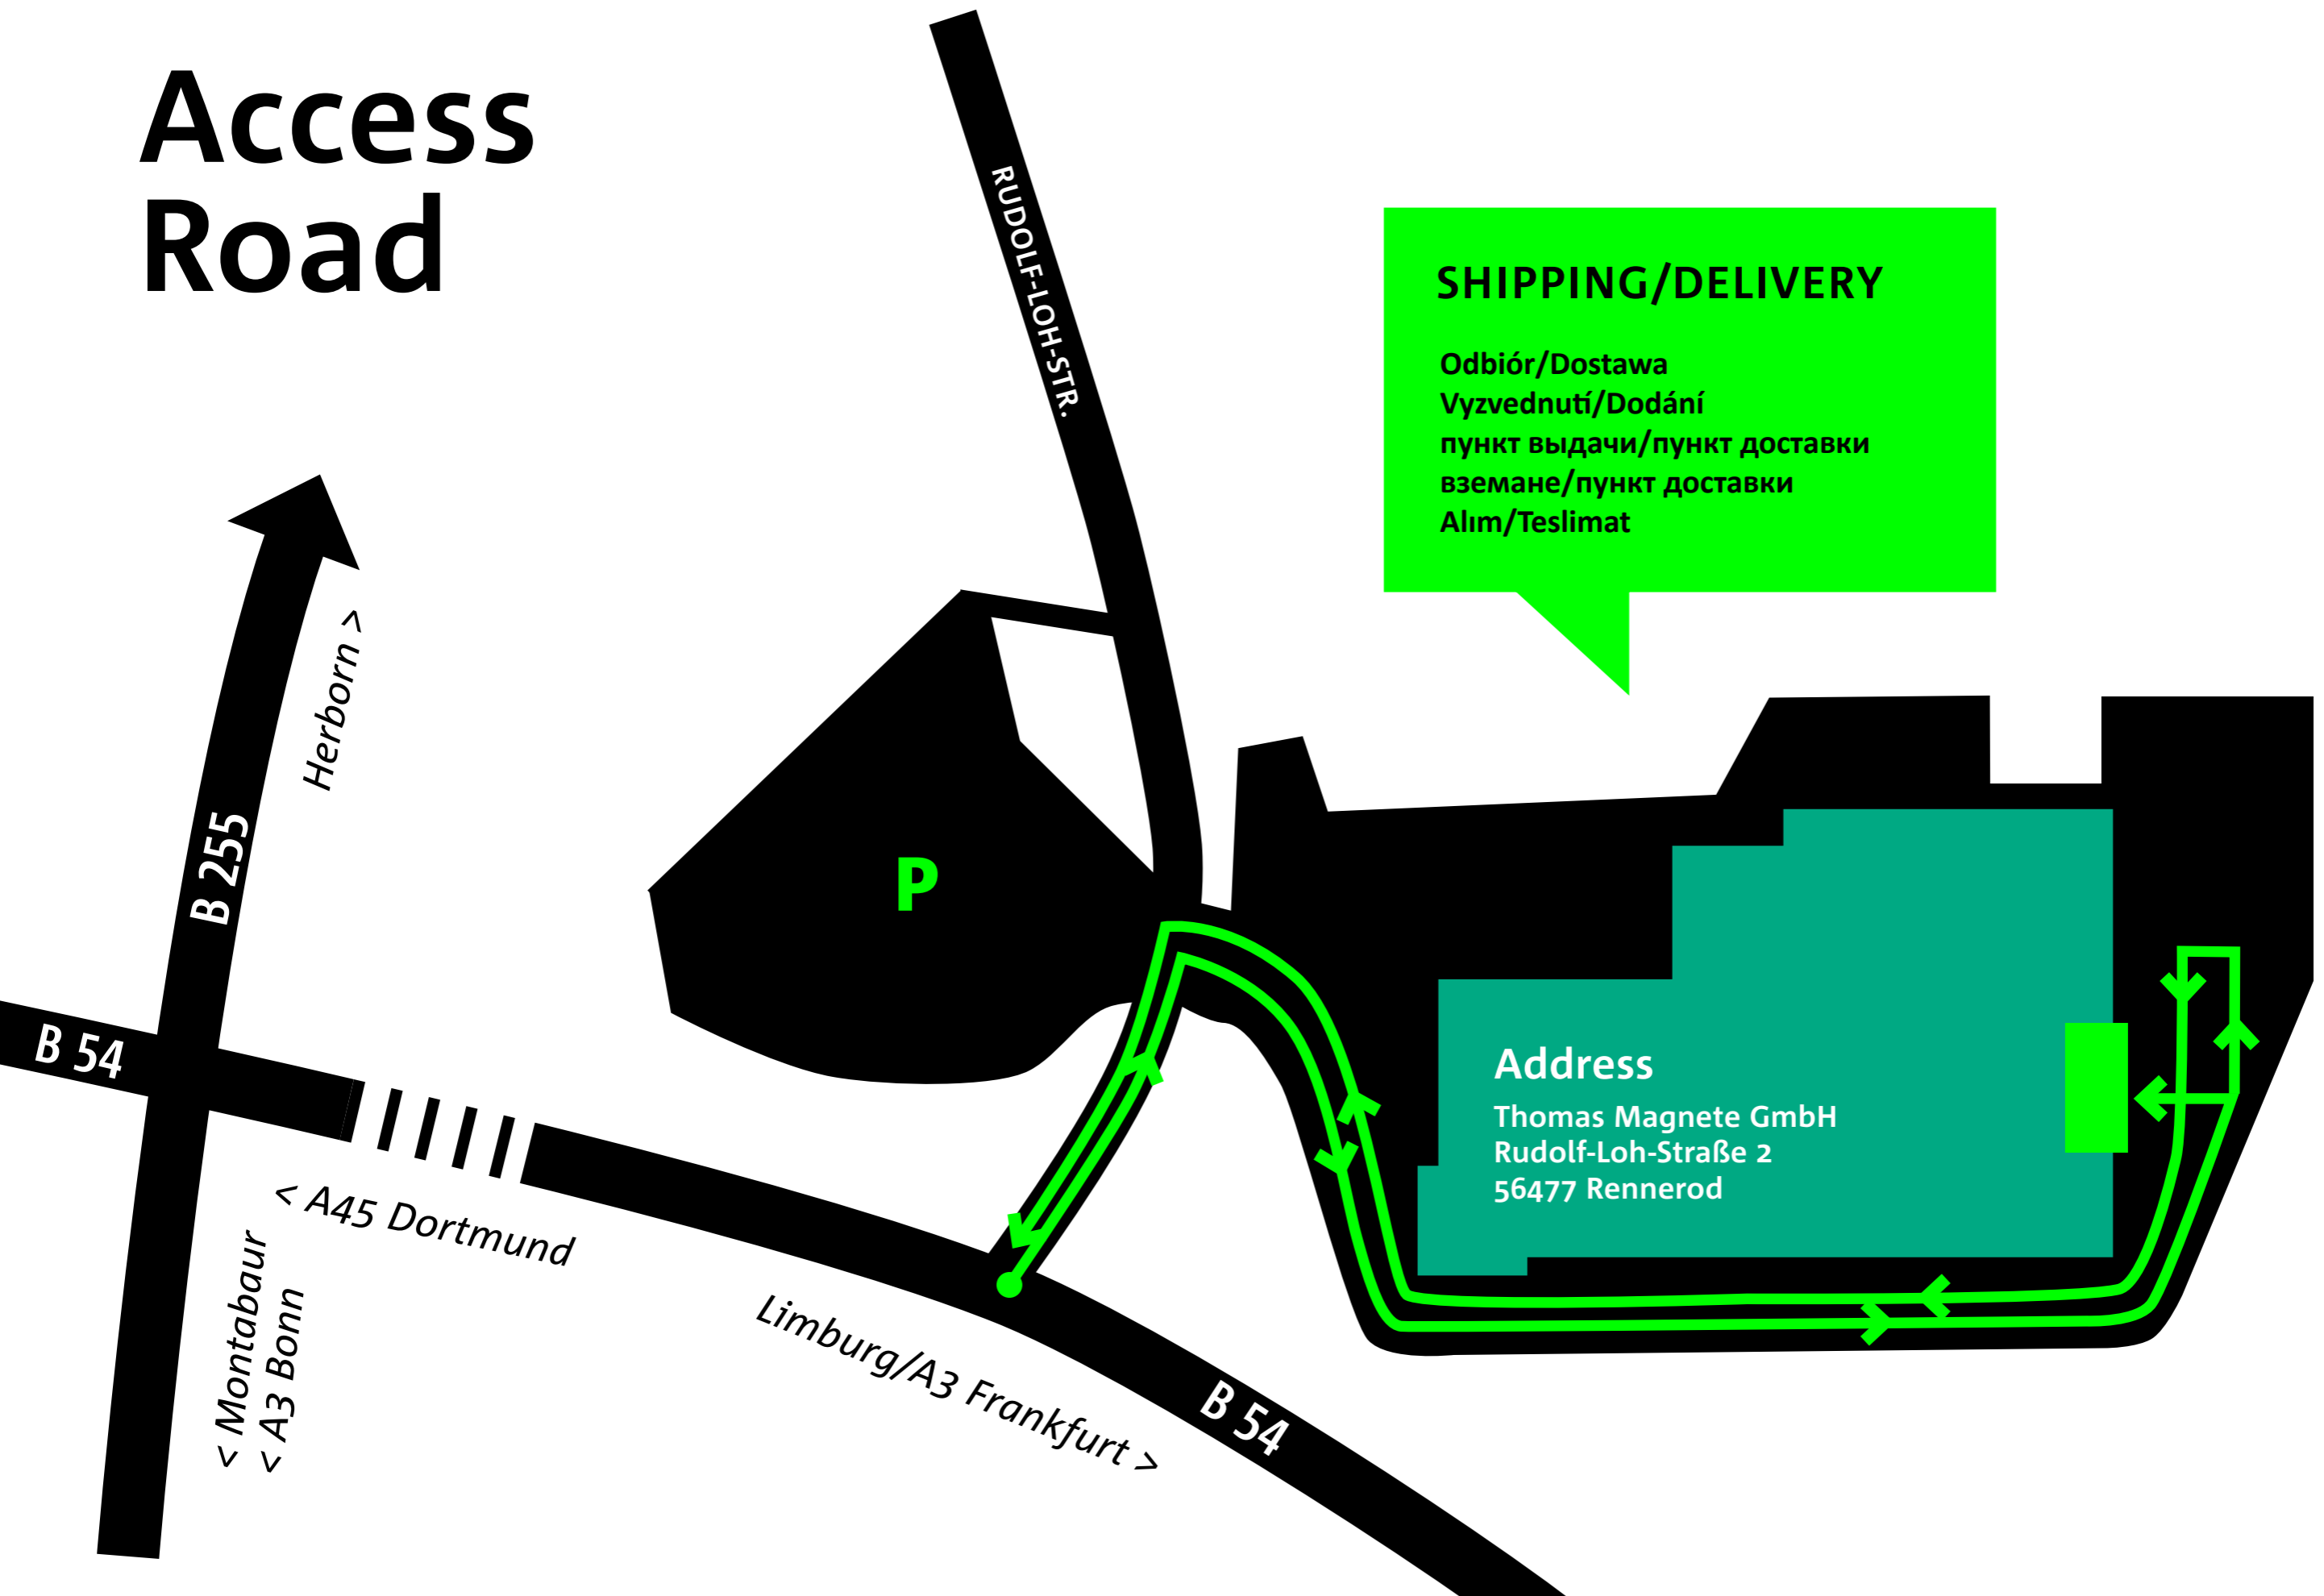 Access
Road
RUDOLF-LOH-STR.
SHIPPING/DELIVERY
Odbiór/Dostawa
Vyzvednutí/Dodání
пункт выдачи/пункт доставки
вземане/пункт доставки
Alım/Teslimat
Herborn >
B 255
P
B 54
Address
Thomas Magnete GmbH
Rudolf-Loh-Straße 2
56477 Rennerod
< A45 Dortmund
< Montabaur
< A3 Bonn
Limburg/A3 Frankfurt >
B 54